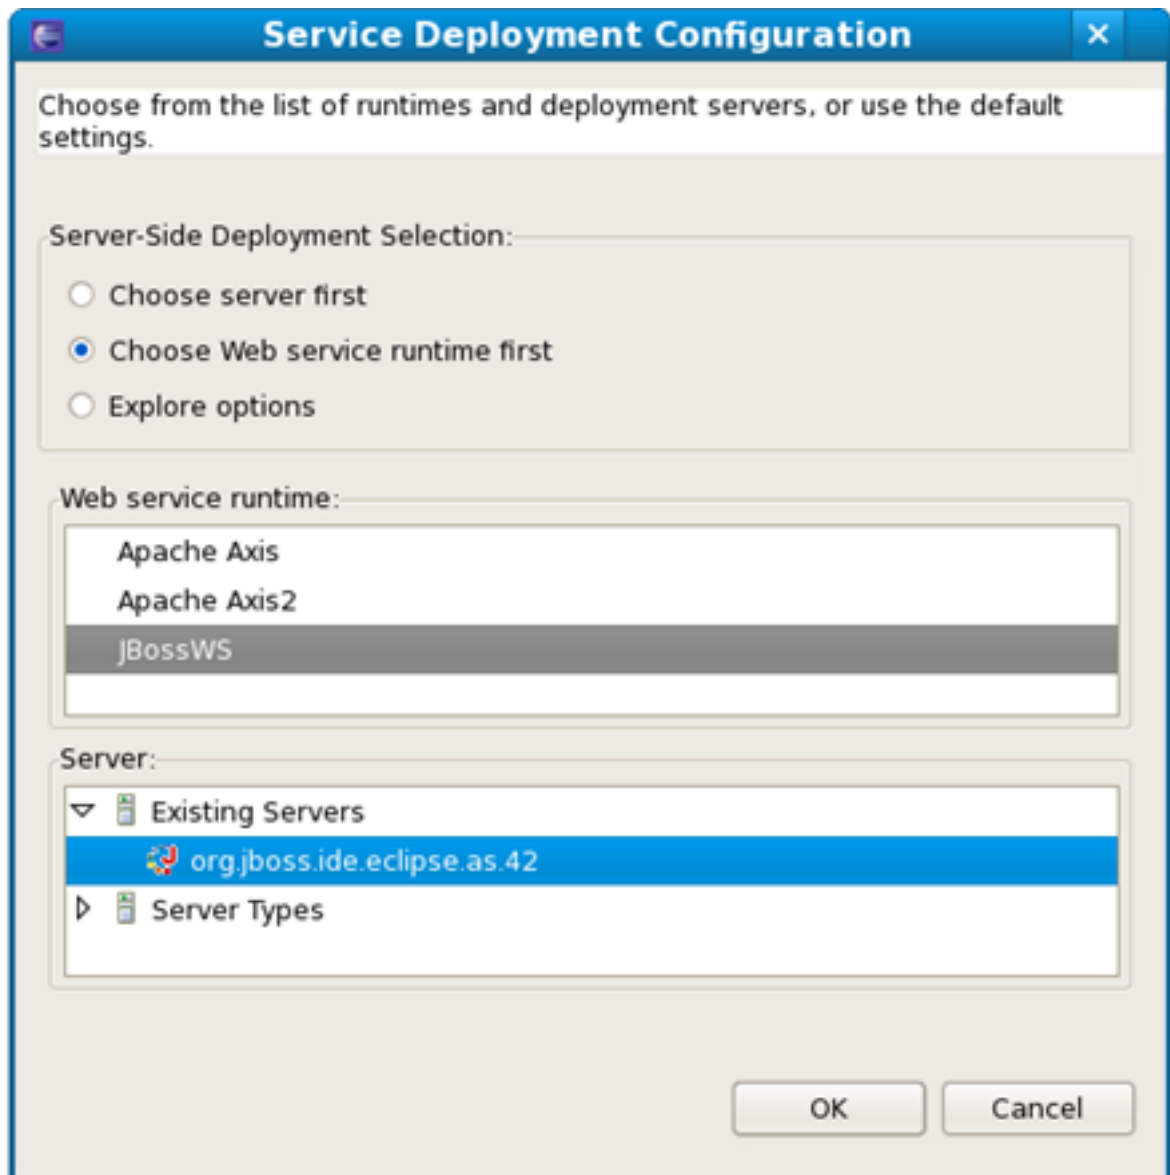 Service Deployment Configuration
Choose from the list of runtimes and deployment servers, or use the default
settings.
Server-Side Deployment Selection:
Choose server first
Choose Web service runtime first
Explore options
Web service runtime:
Apache Axis
Apache Axis2
JBossWS
Server:
Existing Servers
org.jboss.ide.eclipse.as.42
Server Types
OK
Cancel